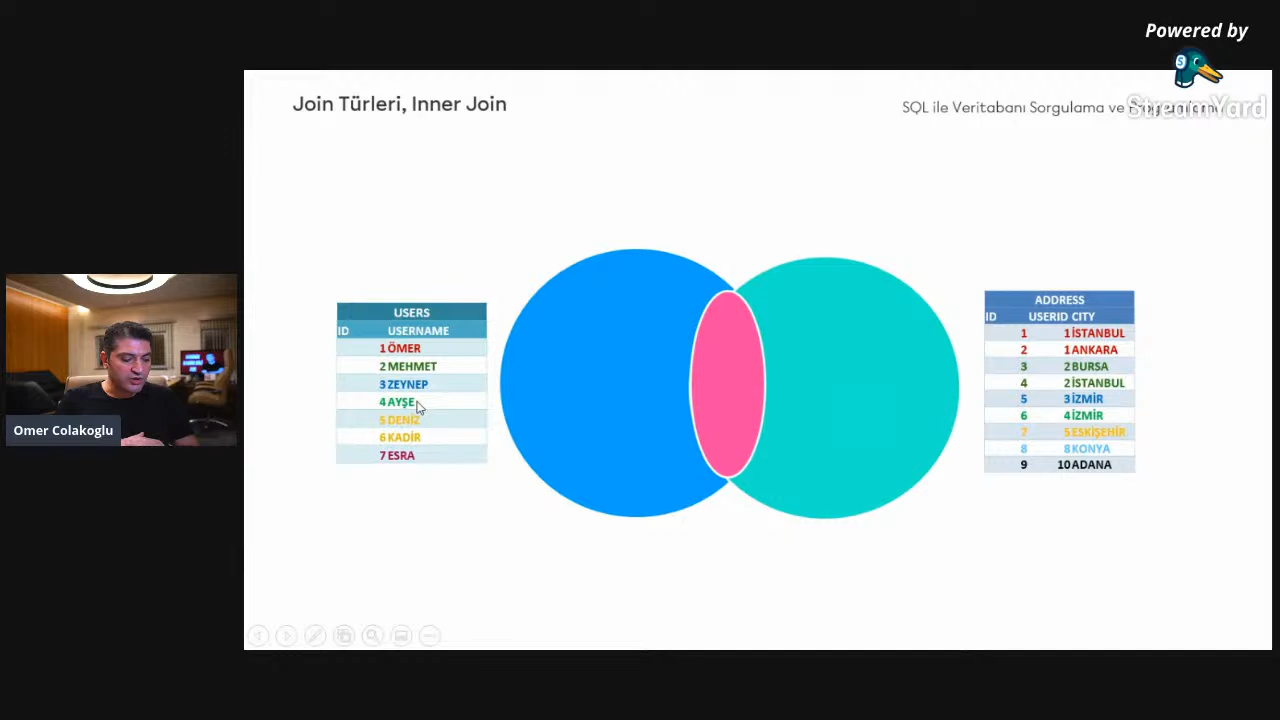 Powered by
S
StreamYard
Join Türleri, Inner Join
SQL ile Veritabanı Sorgulama ve Programlama
USERS
ID USERNAME
1 ÖMER
2 MEHMET
3 ZEYNEP
4 AYŞE
5 DENİZ
6 KADİR
7 ESRA
ADDRESS
ID USERID CITY
1 1 İSTANBUL
2 1 ANKARA
3 2 BURSA
4 2 İSTANBUL
5 3 İZMİR
6 4 İZMİR
7 5 ESKİŞEHİR
8 8 KONYA
9 10 ADANA
Omer Colakoglu